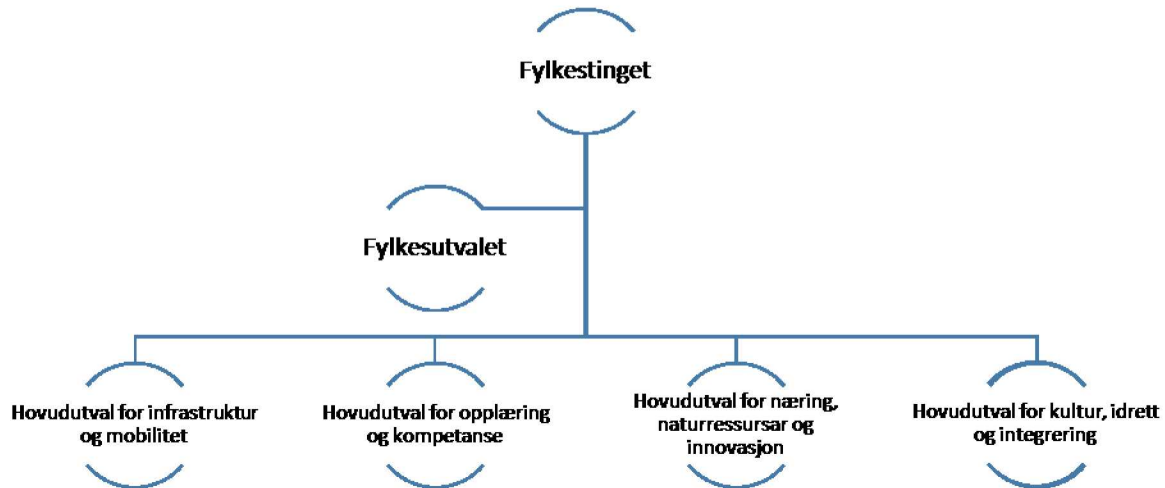 Fylkestinget
Fylkesutvalet
Hovudutval for infrastruktur
og mobilitet
Hovudutval for opplæring
og kompetanse
Hovudutval for næring,
naturressursar og
innovasjon
Hovudutval for kultur, idrett
og integrering